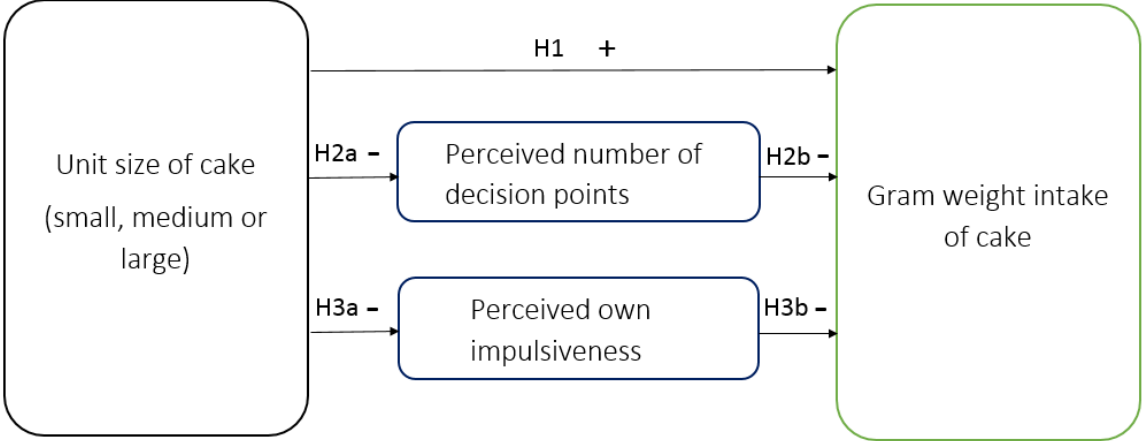 H1 +
Unit size of cake
(small, medium or
large)
H2a -
Perceived number of
decision points
H2b -
H3a -
Perceived own
impulsiveness
H3b -
Gram weight intake
of cake